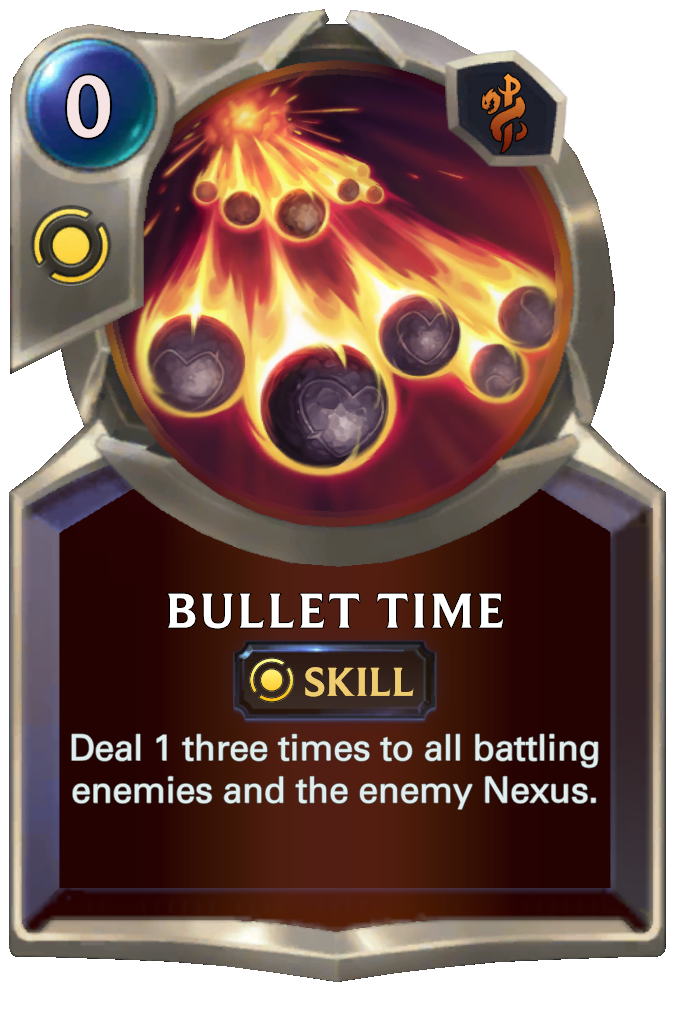 0
BULLET TIME
SKILL
Deal 1 three times to all battling
enemies and the enemy Nexus.